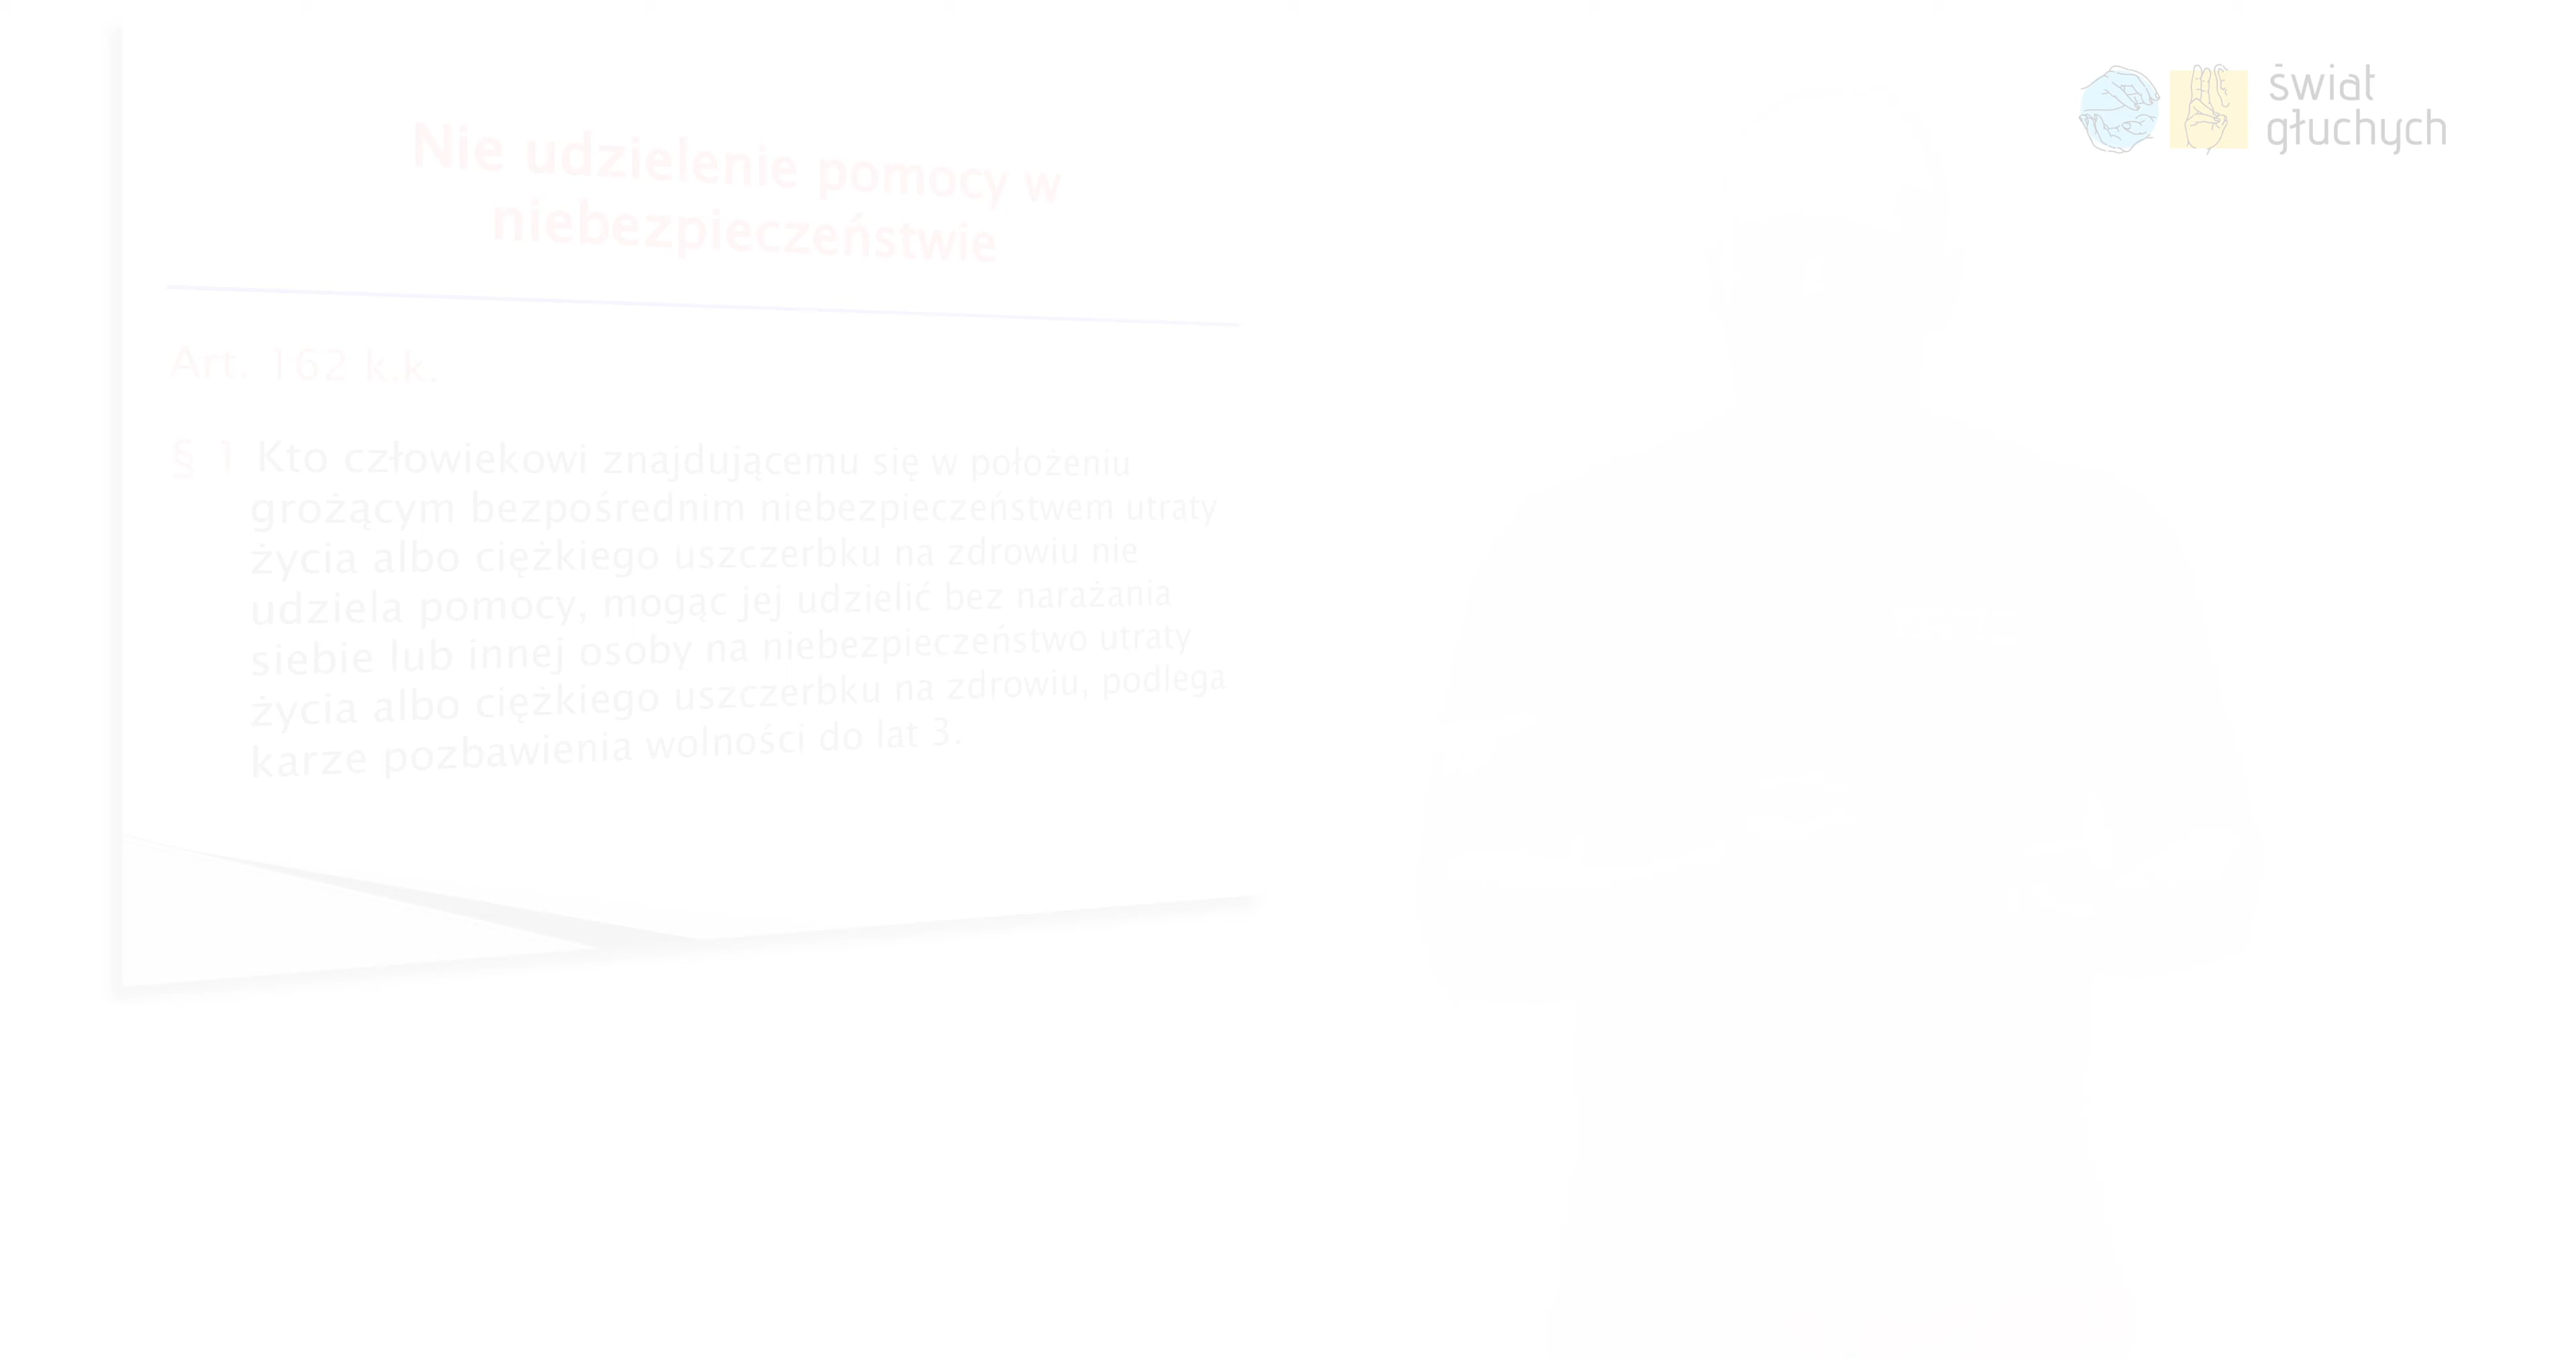 świat
głuchych
Nie udzielenie pomocy w
niebezpieczeństwie
Art. 162 k.k.
§ 1 Kto człowiekowi znajdującemu się w położeniu
grożącym bezpośrednim niebezpieczeństwem utraty
życia albo ciężkiego uszczerbku na zdrowiu nie
udziela pomocy, mogąc jej udzielić bez narażania
siebie lub innej osoby na niebezpieczeństwo utraty
życia albo ciężkiego uszczerbku na zdrowiu, podlega
karze pozbawienia wolności do lat 3.